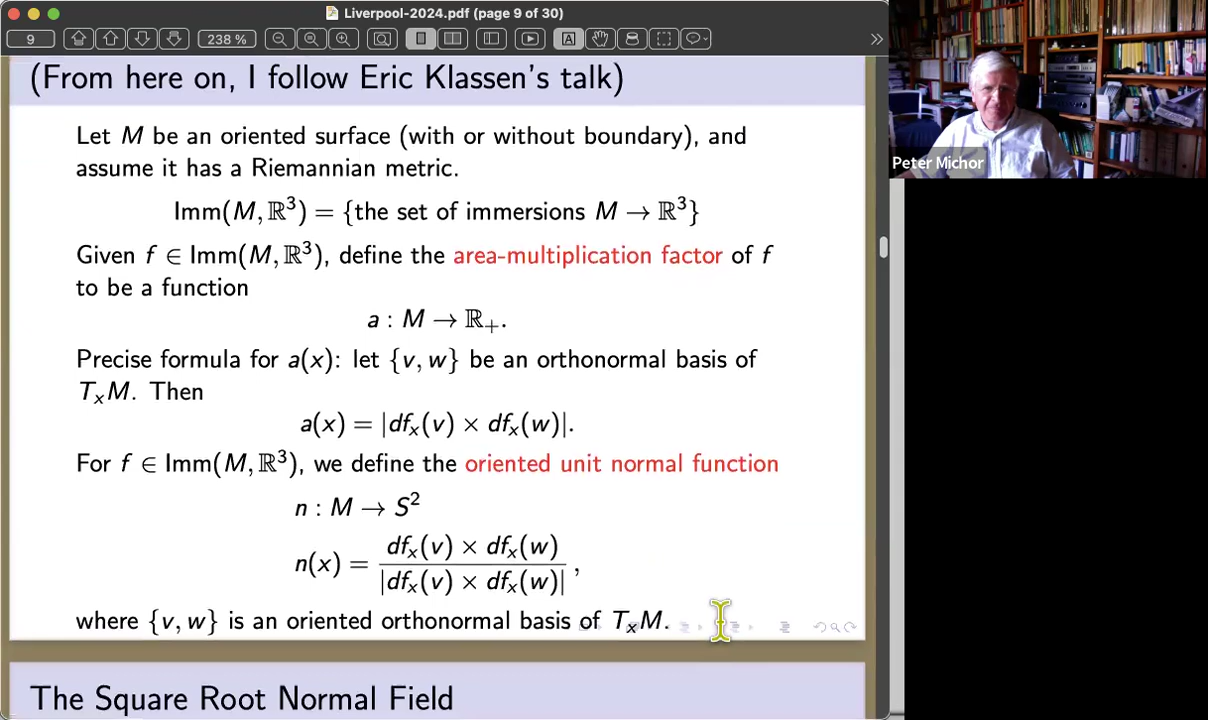 Liverpool-2024.pdf (page 9 of 30)
9
238 %
(From here on, I follow Eric Klassen's talk)
Let M be an oriented surface (with or without boundary), and
assume it has a Riemannian metric.
Imm(M, ℝ³) = {the set of immersions M → ℝ³}
Given f ∈ Imm(M, ℝ³), define the area-multiplication factor of f
to be a function
a : M → ℝ₊.
Precise formula for a(x): let {v, w} be an orthonormal basis of
TₓM. Then
a(x) = |dfₓ(v) × dfₓ(w)|.
For f ∈ Imm(M, ℝ³), we define the oriented unit normal function
n : M → S²
n(x) = dfₓ(v) × dfₓ(w) / |dfₓ(v) × dfₓ(w)| ,
where {v, w} is an oriented orthonormal basis of TₓM.
The Square Root Normal Field
Peter Michor